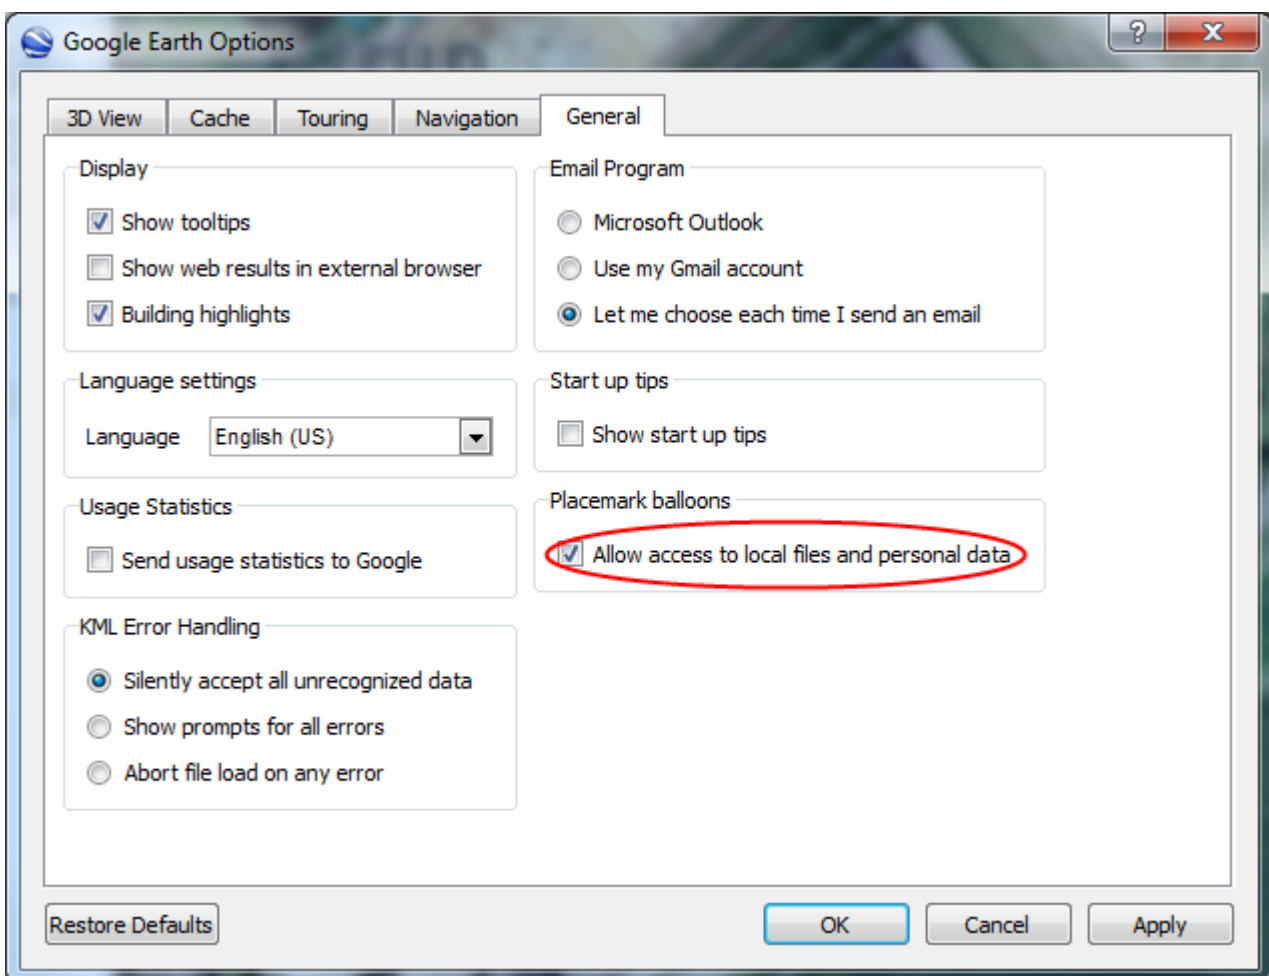 Google Earth Options
3D View Cache Touring Navigation General
Display
Show tooltips
Show web results in external browser
Building highlights
Language settings
Language English (US)
Usage Statistics
Send usage statistics to Google
KML Error Handling
Silently accept all unrecognized data
Show prompts for all errors
Abort file load on any error
Email Program
Microsoft Outlook
Use my Gmail account
Let me choose each time I send an email
Start up tips
Show start up tips
Placemark balloons
Allow access to local files and personal data
Restore Defaults OK Cancel Apply